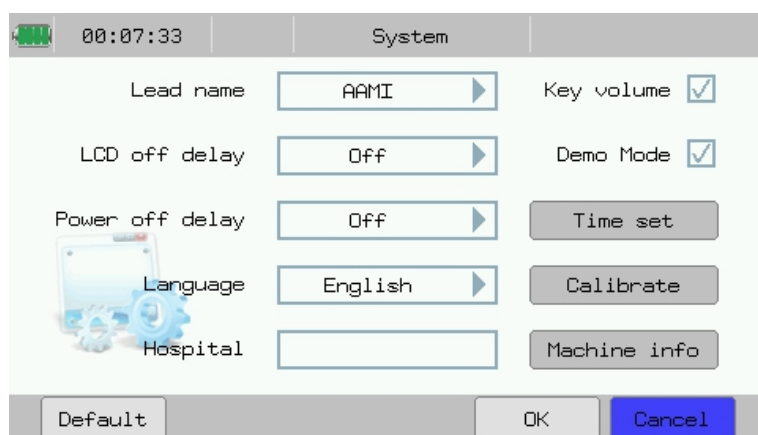 00:07:33 System
Lead name AAMI Key volume
LCD off delay Off Demo Mode
Power off delay Off Time set
Language English Calibrate
Hospital Machine info
Default OK Cancel